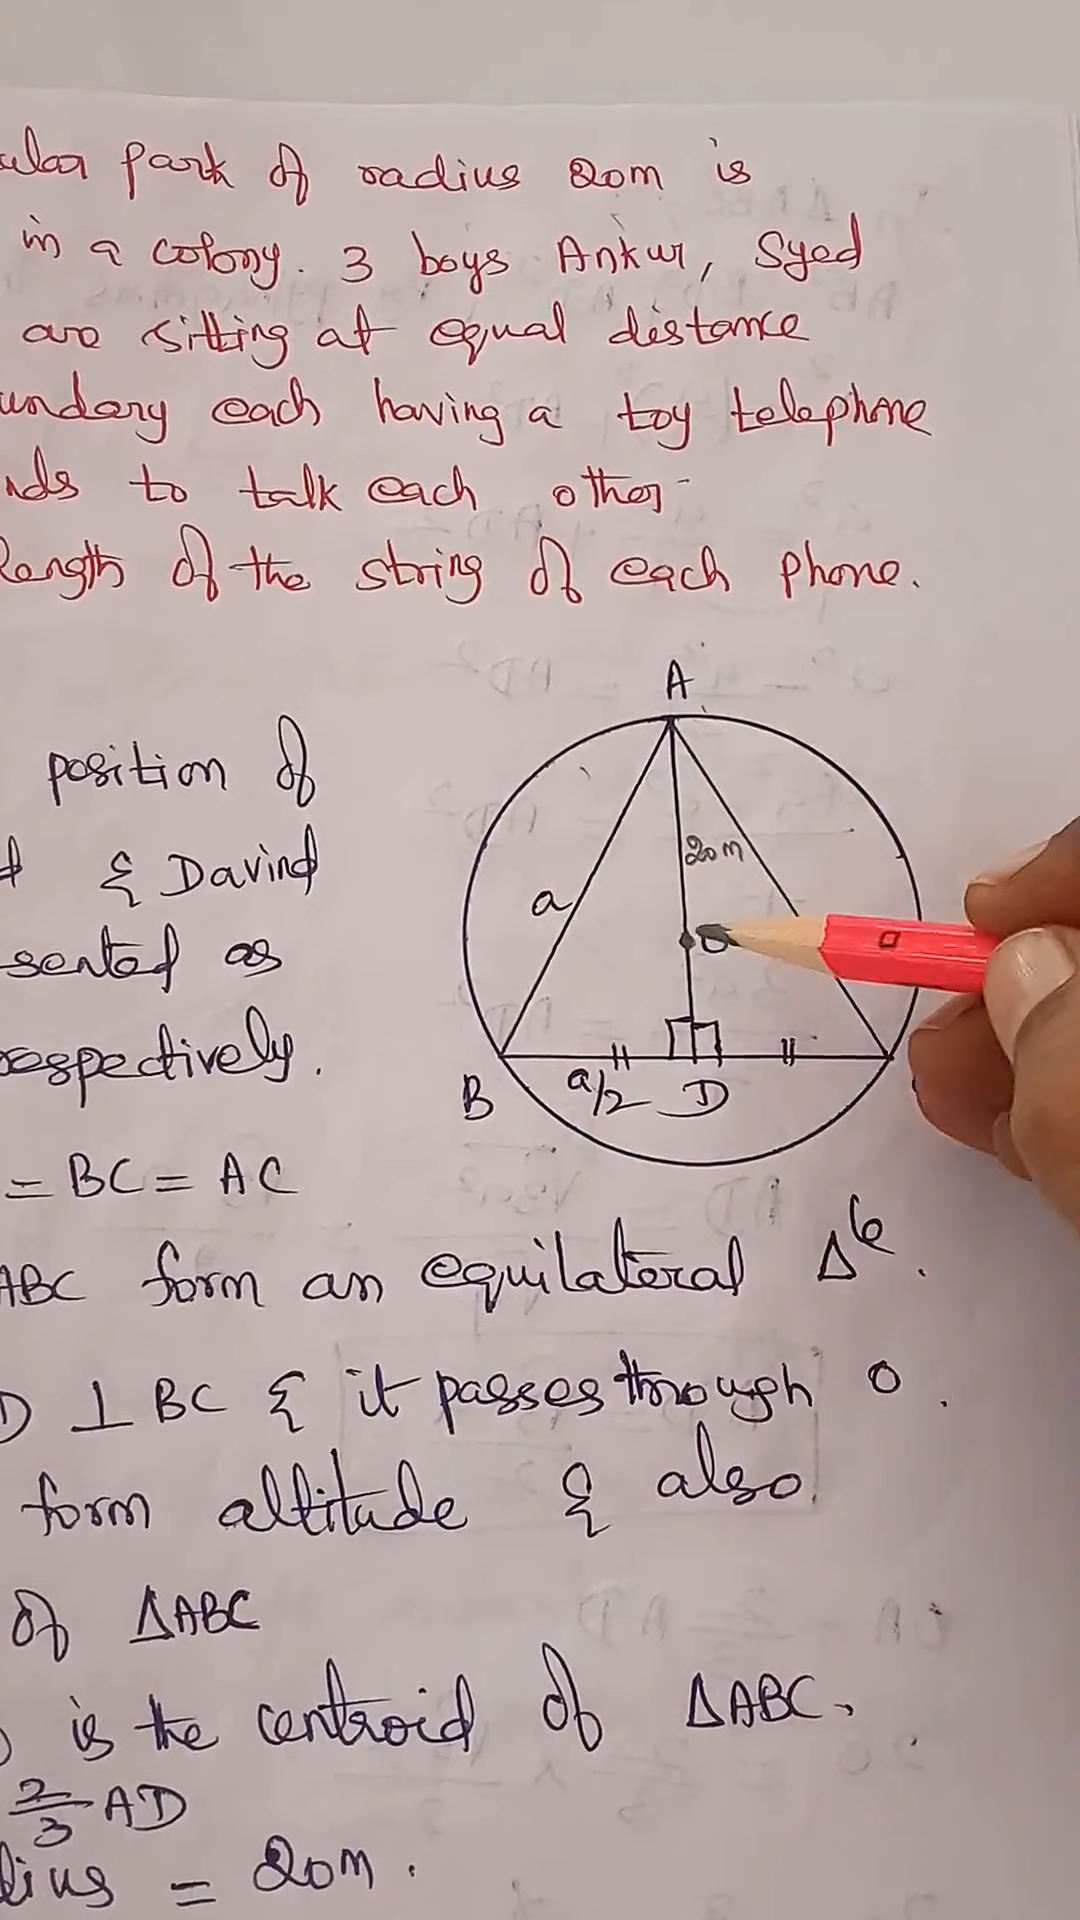 ular park of radius 20m is
in a colony. 3 boys Ankur, Syed
are sitting at equal distance
undary each having a toy telephone
nds to talk each other
length of the string of each phone.
A
position of
& David
20m
a
O
sented as
respectively.
B a/2 D
= BC = AC
ABC form an equilateral Δle.
D ⊥ BC & it passes through O.
form altitude & also
of ΔABC
is the centroid of ΔABC.
2/3 AD
dius = 20m.